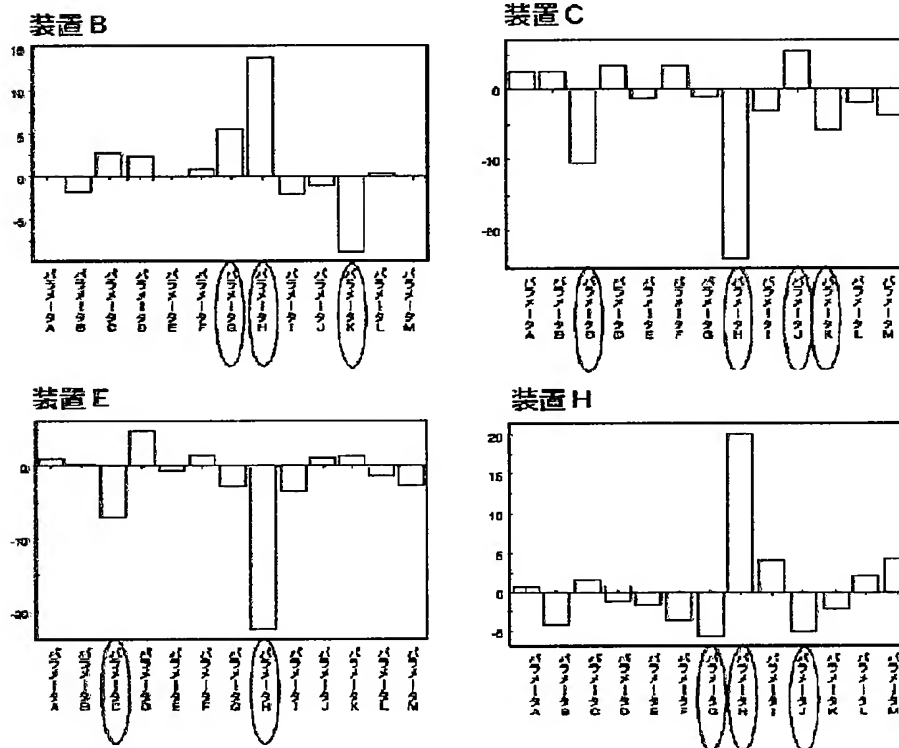 装置 B
15
10
5
0
-5
パラメータA
パラメータB
パラメータC
パラメータD
パラメータE
パラメータF
パラメータG
パラメータH
パラメータI
パラメータJ
パラメータK
パラメータL
パラメータM
装置 C
0
-10
-20
パラメータA
パラメータB
パラメータC
パラメータD
パラメータE
パラメータF
パラメータG
パラメータH
パラメータI
パラメータJ
パラメータK
パラメータL
パラメータM
装置 E
0
-10
-20
パラメータA
パラメータB
パラメータC
パラメータD
パラメータE
パラメータF
パラメータG
パラメータH
パラメータI
パラメータJ
パラメータK
パラメータL
パラメータM
装置 H
20
15
10
5
0
-5
パラメータA
パラメータB
パラメータC
パラメータD
パラメータE
パラメータF
パラメータG
パラメータH
パラメータI
パラメータJ
パラメータK
パラメータL
パラメータM